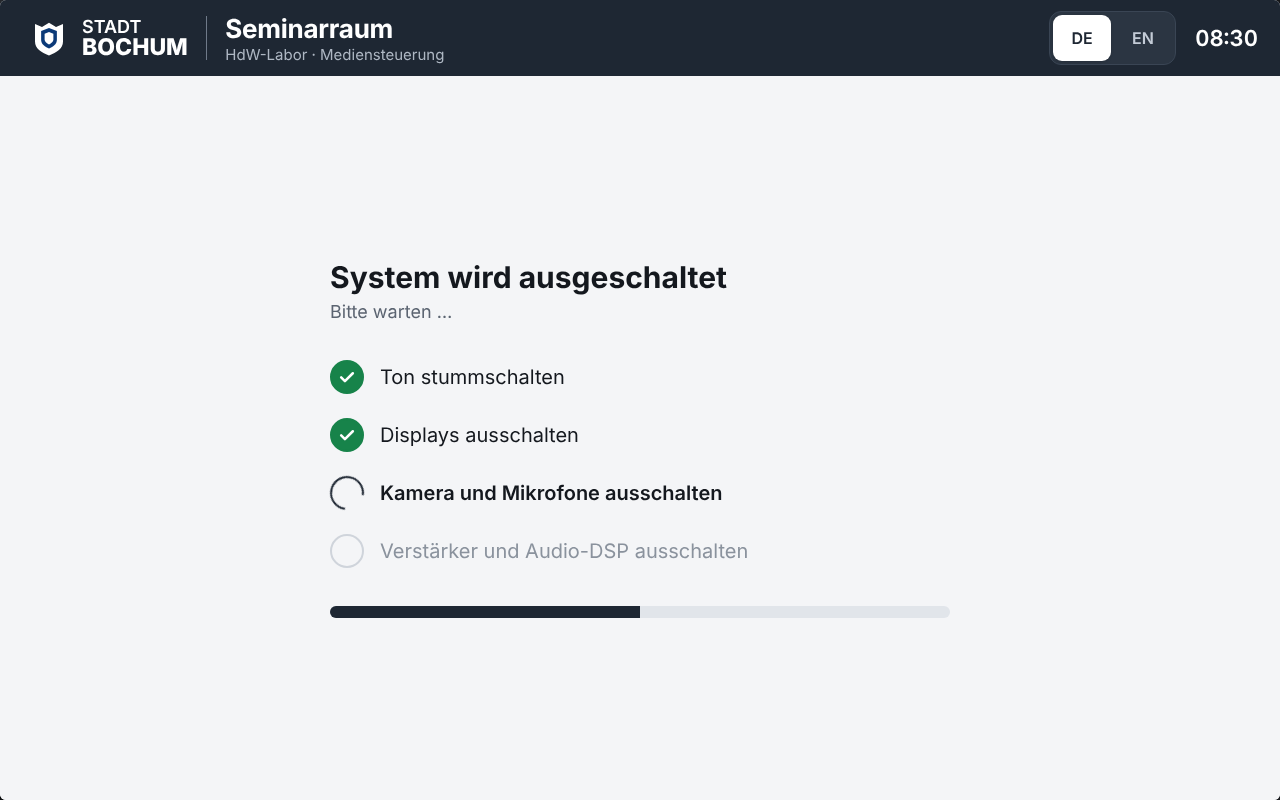 STADT
BOCHUM
Seminarraum
HdW-Labor · Mediensteuerung
DE
EN
08:30
System wird ausgeschaltet
Bitte warten ...
Ton stummschalten
Displays ausschalten
Kamera und Mikrofone ausschalten
Verstärker und Audio-DSP ausschalten